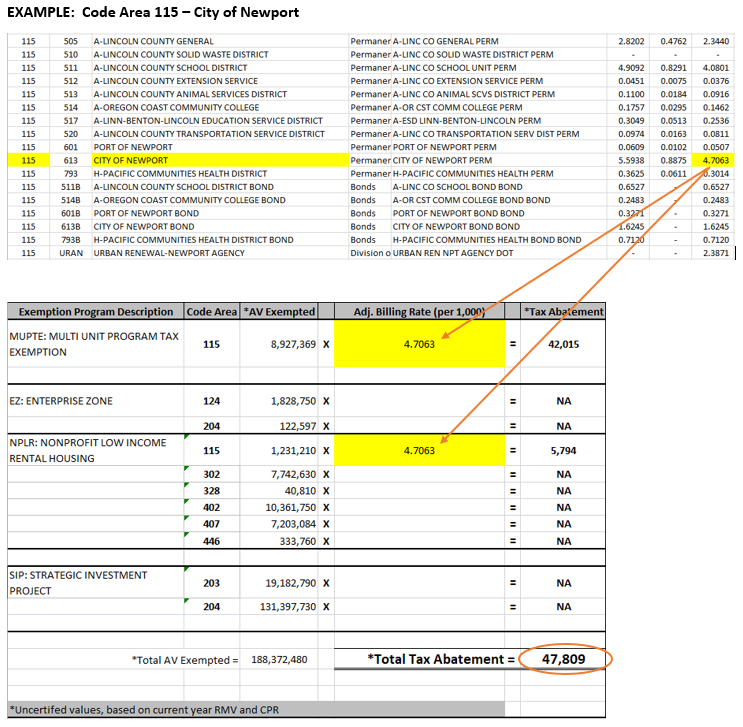 EXAMPLE:  Code Area 115 – City of Newport
115 505 A-LINCOLN COUNTY GENERAL Permaner A-LINC CO GENERAL PERM 2.8202 0.4762 2.3440
115 510 A-LINCOLN COUNTY SOLID WASTE DISTRICT Permaner A-LINC CO SOLID WASTE DISTRICT PERM - - -
115 511 A-LINCOLN COUNTY SCHOOL DISTRICT Permaner A-LINC CO SCHOOL UNIT PERM 4.9092 0.8291 4.0801
115 512 A-LINCOLN COUNTY EXTENSION SERVICE Permaner A-LINC CO EXTENSION SERVICE PERM 0.0451 0.0075 0.0376
115 513 A-LINCOLN COUNTY ANIMAL SERVICES DISTRICT Permaner A-LINC CO ANIMAL SCVS DISTRICT PERM 0.1100 0.0184 0.0916
115 514 A-OREGON COAST COMMUNITY COLLEGE Permaner A-OR CST COMM COLLEGE PERM 0.1757 0.0295 0.1462
115 517 A-LINN-BENTON-LINCOLN EDUCATION SERVICE DISTRICT Permaner A-ESD LINN-BENTON-LINCOLN PERM 0.3049 0.0513 0.2536
115 520 A-LINCOLN COUNTY TRANSPORTATION SERVICE DISTRICT Permaner A-LINC CO TRANSPORTATION SERV DIST PERM 0.0974 0.0163 0.0811
115 601 PORT OF NEWPORT Permaner PORT OF NEWPORT PERM 0.0609 0.0102 0.0507
115 613 CITY OF NEWPORT Permaner CITY OF NEWPORT PERM 5.5938 0.8875 4.7063
115 793 H-PACIFIC COMMUNITIES HEALTH DISTRICT Permaner H-PACIFIC COMMUNITIES HEALTH PERM 0.3625 0.0611 0.3014
115 511B A-LINCOLN COUNTY SCHOOL DISTRICT BOND Bonds A-LINC CO SCHOOL BOND BOND 0.6527 - 0.6527
115 514B A-OREGON COAST COMMUNITY COLLEGE BOND Bonds A-OR CST COMM COLLEGE BOND BOND 0.2483 - 0.2483
115 601B PORT OF NEWPORT BOND Bonds PORT OF NEWPORT BOND BOND 0.3271 - 0.3271
115 613B CITY OF NEWPORT BOND Bonds CITY OF NEWPORT BOND BOND 1.6245 - 1.6245
115 793B H-PACIFIC COMMUNITIES HEALTH DISTRICT BOND Bonds H-PACIFIC COMMUNITIES HEALTH BOND BOND 0.7120 - 0.7120
115 URAN URBAN RENEWAL-NEWPORT AGENCY Division o URBAN REN NPT AGENCY DOT - - 2.3871
Exemption Program Description Code Area *AV Exempted Adj. Billing Rate (per 1,000) *Tax Abatement
MUPTE: MULTI UNIT PROGRAM TAX
EXEMPTION 115 8,927,369 X 4.7063 = 42,015
EZ: ENTERPRISE ZONE 124 1,828,750 X = NA
204 122,597 X = NA
NPLR: NONPROFIT LOW INCOME
RENTAL HOUSING 115 1,231,210 X 4.7063 = 5,794
302 7,742,630 X = NA
328 40,810 X = NA
402 10,361,750 X = NA
407 7,203,084 X = NA
446 333,760 X = NA
SIP: STRATEGIC INVESTMENT
PROJECT 203 19,182,790 X = NA
204 131,397,730 X = NA
*Total AV Exempted = 188,372,480 *Total Tax Abatement = 47,809
*Uncertifed values, based on current year RMV and CPR